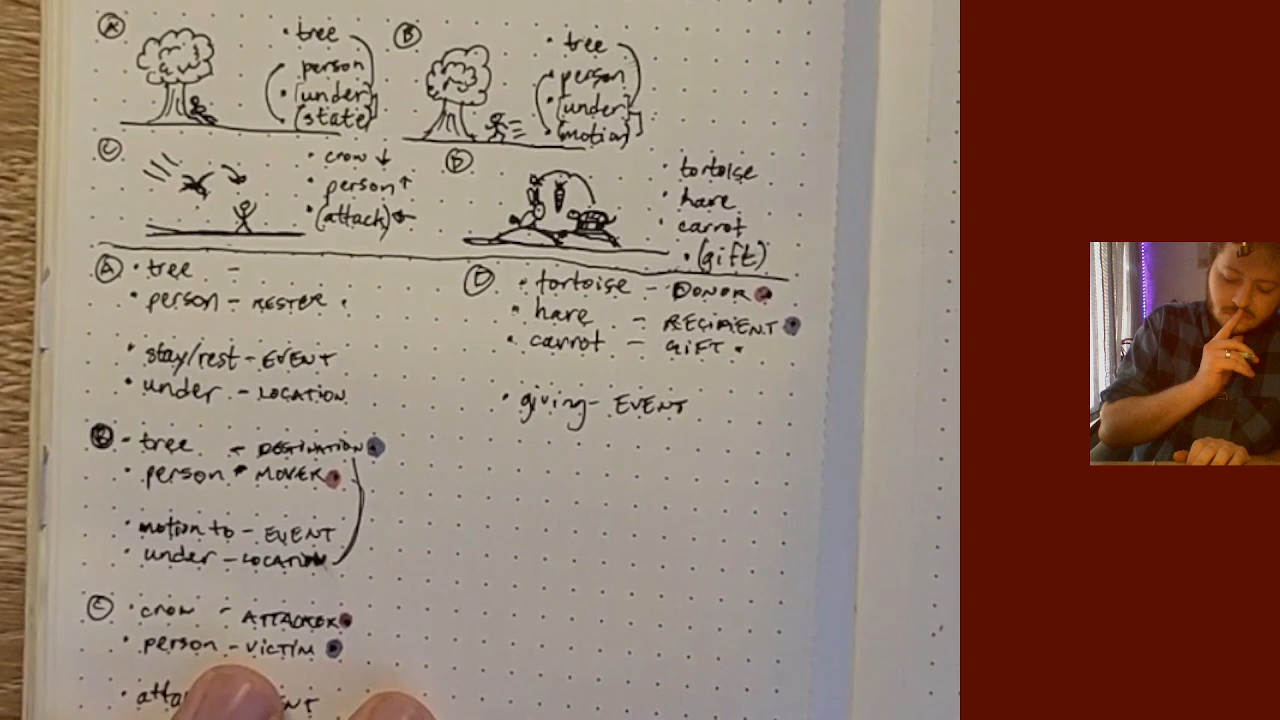 A
• tree
person
• (under)
(state)
B
• tree
person
• (under)
(motion)
C
• crow ↓
• person ↑
• (attack)
D
• tortoise
• hare
• carrot
• (gift)
A • tree -
• person - RESTER
• stay/rest - EVENT
• under - LOCATION
B - tree - DESTINATION
• person - MOVER
• motion to - EVENT
• under - LOCATION
C • crow - ATTACKER
• person - VICTIM
D • tortoise - DONOR
• hare - RECIPIENT
• carrot - GIFT
• giving - EVENT